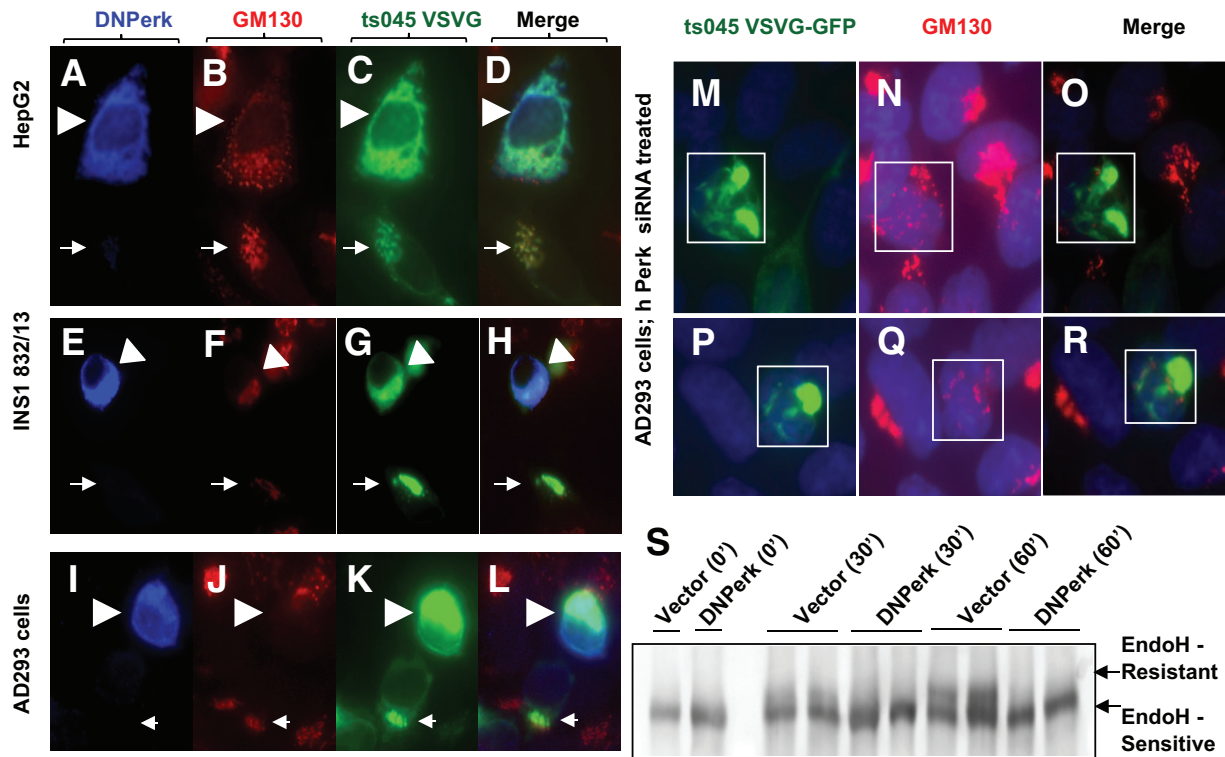 DNPerk GM130 ts045 VSVG Merge
HepG2
A B C D
INS1 832/13
E F G H
AD293 cells
I J K L
ts045 VSVG-GFP GM130 Merge
AD293 cells; h Perk siRNA treated
M N O
P Q R
S
Vector (0’) DNPerk (0’) Vector (30’) DNPerk (30’) Vector (60’) DNPerk (60’)
EndoH -
Resistant
EndoH -
Sensitive